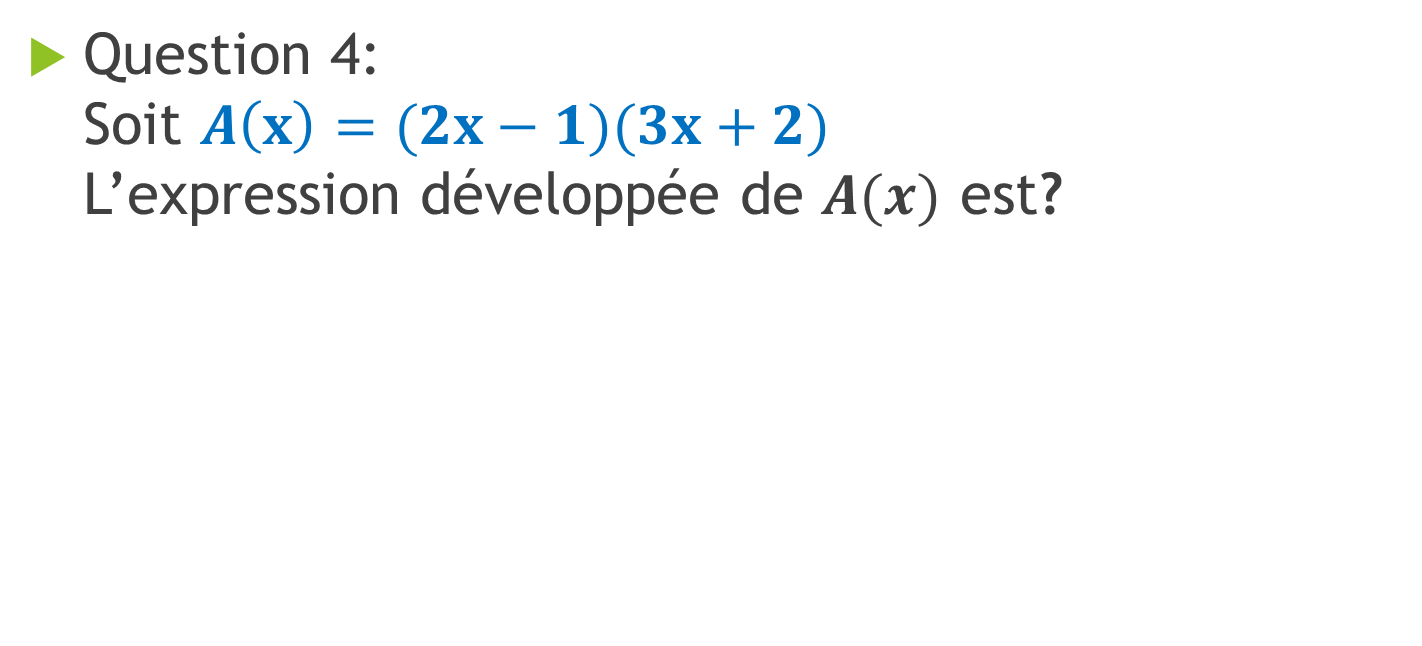 Question 4:
Soit A(x) = (2x − 1)(3x + 2)
L’expression développée de A(x) est?